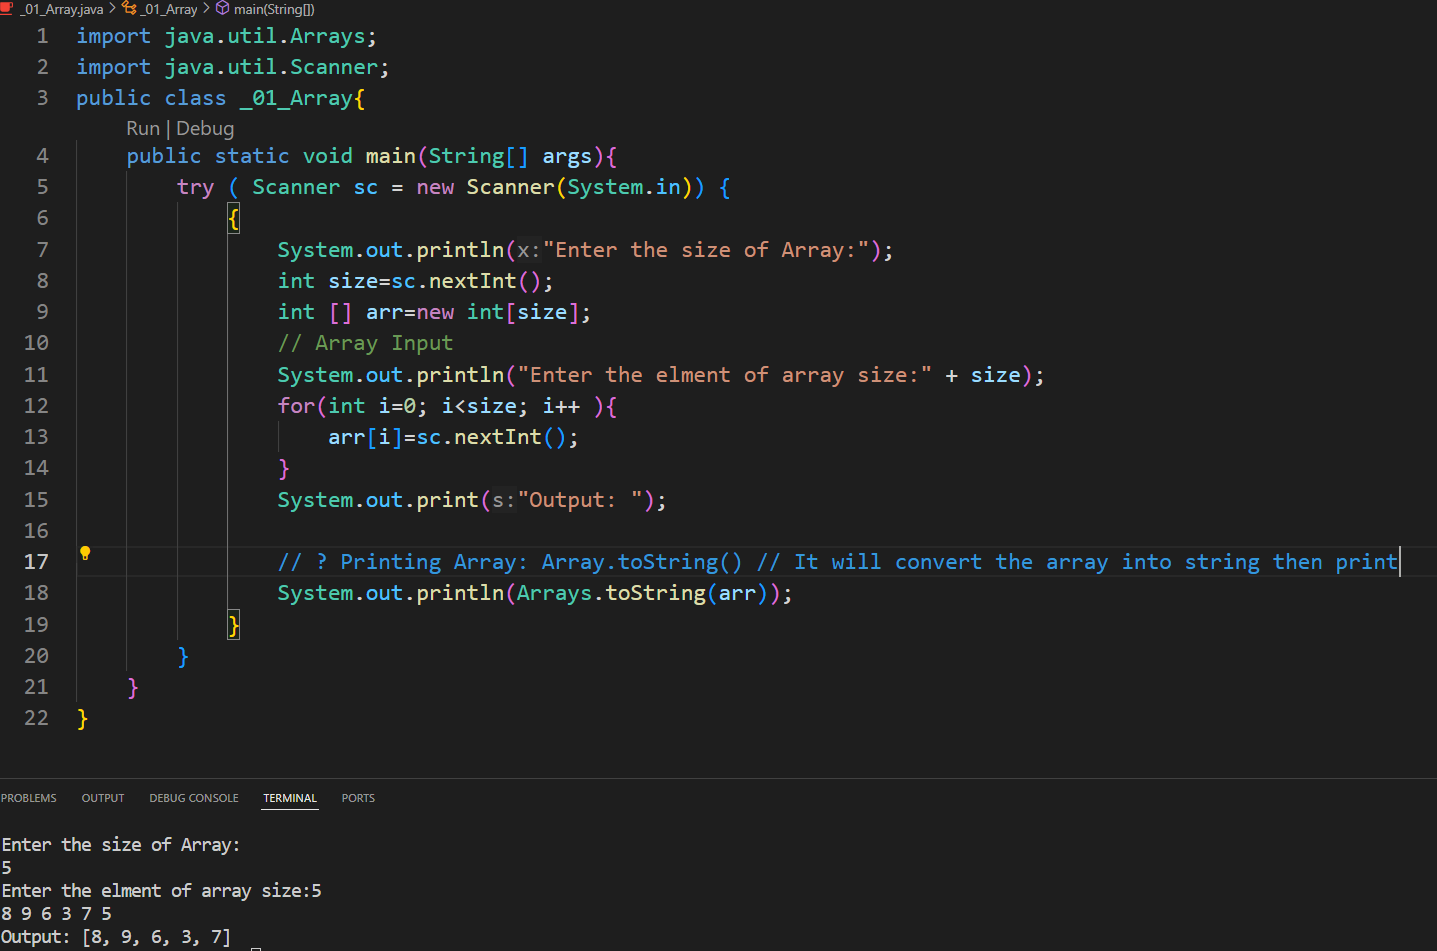 _01_Array.java > _01_Array > main(String[])
1 import java.util.Arrays;
2 import java.util.Scanner;
3 public class _01_Array{
Run | Debug
4 public static void main(String[] args){
5 try ( Scanner sc = new Scanner(System.in)) {
6 {
7 System.out.println(x:"Enter the size of Array:");
8 int size=sc.nextInt();
9 int [] arr=new int[size];
10 // Array Input
11 System.out.println("Enter the elment of array size:" + size);
12 for(int i=0; i<size; i++ ){
13 arr[i]=sc.nextInt();
14 }
15 System.out.print(s:"Output: ");
16
17 // ? Printing Array: Array.toString() // It will convert the array into string then print
18 System.out.println(Arrays.toString(arr));
19 }
20 }
21 }
22 }
PROBLEMS OUTPUT DEBUG CONSOLE TERMINAL PORTS
Enter the size of Array:
5
Enter the elment of array size:5
8 9 6 3 7 5
Output: [8, 9, 6, 3, 7]